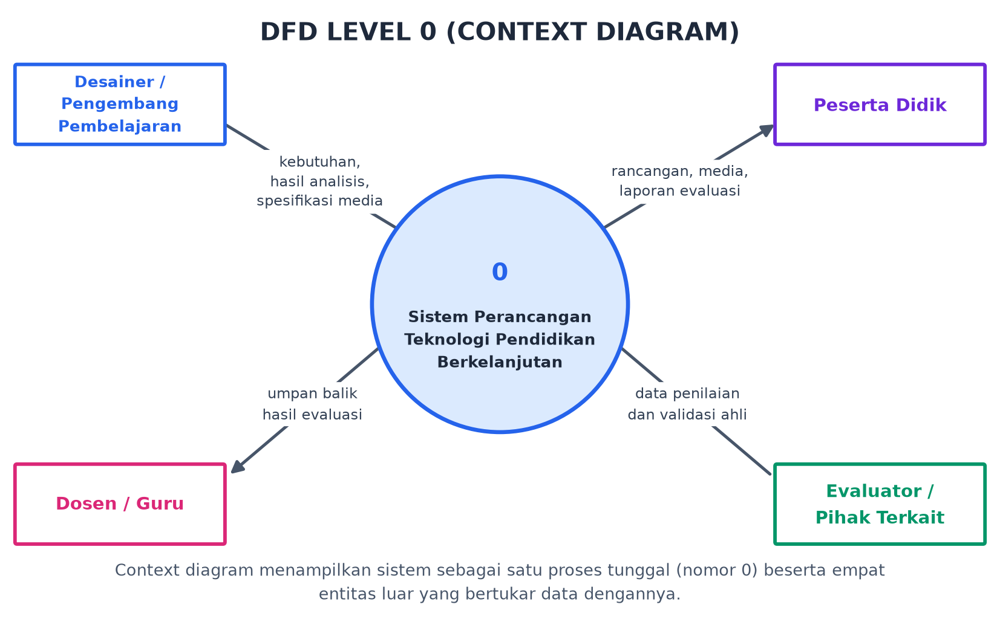 DFD LEVEL 0 (CONTEXT DIAGRAM)
Desainer /
Pengembang
Pembelajaran
Peserta Didik
kebutuhan,
hasil analisis,
spesifikasi media
rancangan, media,
laporan evaluasi
0
Sistem Perancangan
Teknologi Pendidikan
Berkelanjutan
umpan balik
hasil evaluasi
data penilaian
dan validasi ahli
Dosen / Guru
Evaluator /
Pihak Terkait
Context diagram menampilkan sistem sebagai satu proses tunggal (nomor 0) beserta empat
entitas luar yang bertukar data dengannya.